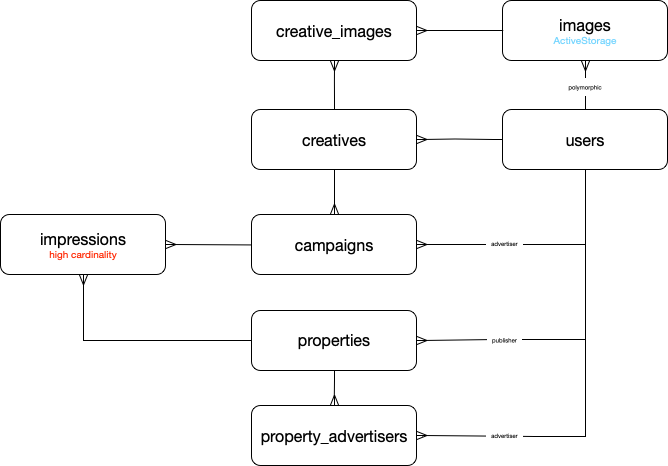 creative_images
images
ActiveStorage
polymorphic
creatives
users
impressions
high cardinality
campaigns
advertiser
properties
publisher
property_advertisers
advertiser